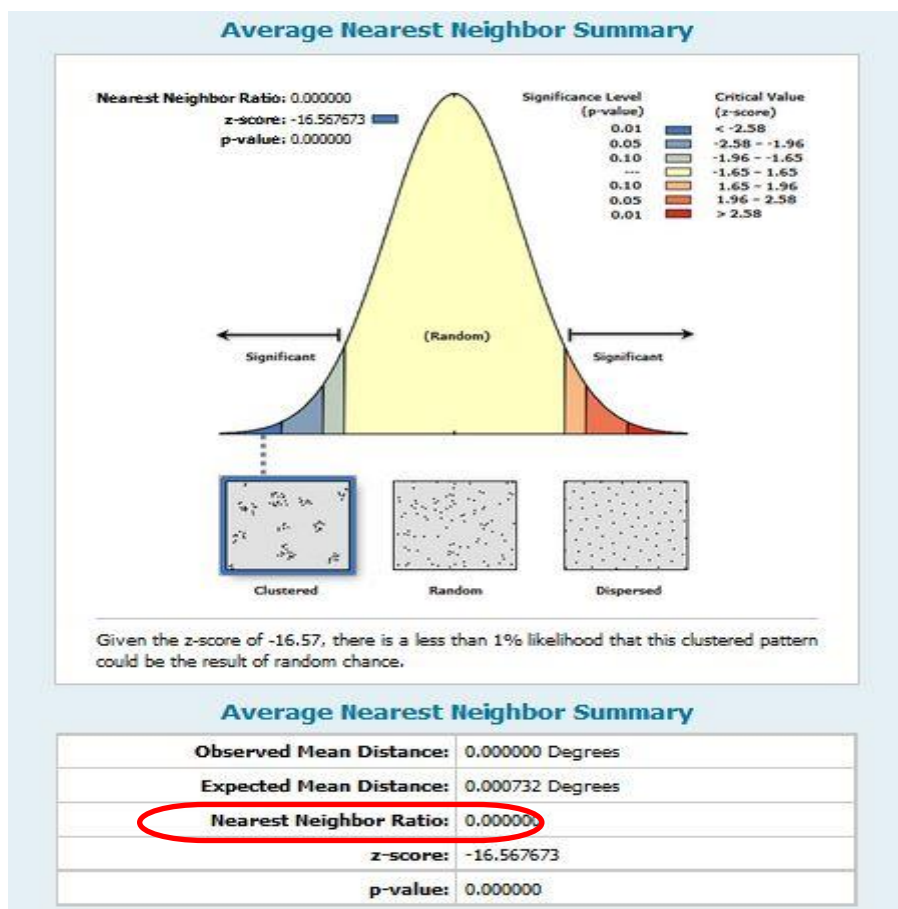 Average Nearest Neighbor Summary
Nearest Neighbor Ratio: 0.000000
z-score: -16.567673
p-value: 0.000000
Significance Level
(p-value)
Critical Value
(z-score)
0.01 < -2.58
0.05 -2.58 - -1.96
0.10 -1.96 - -1.65
--- -1.65 - 1.65
0.10 1.65 - 1.96
0.05 1.96 - 2.58
0.01 > 2.58
(Random)
Significant
Significant
Clustered
Random
Dispersed
Given the z-score of -16.57, there is a less than 1% likelihood that this clustered pattern
could be the result of random chance.
Average Nearest Neighbor Summary
Observed Mean Distance: 0.000000 Degrees
Expected Mean Distance: 0.000732 Degrees
Nearest Neighbor Ratio: 0.000000
z-score: -16.567673
p-value: 0.000000